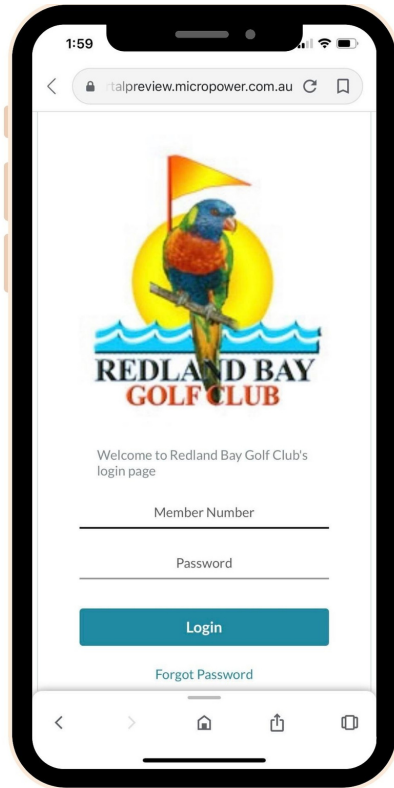 1:59
talpreview.micropower.com.au
REDLAND BAY
GOLF CLUB
Welcome to Redland Bay Golf Club's
login page
Member Number
Password
Login
Forgot Password